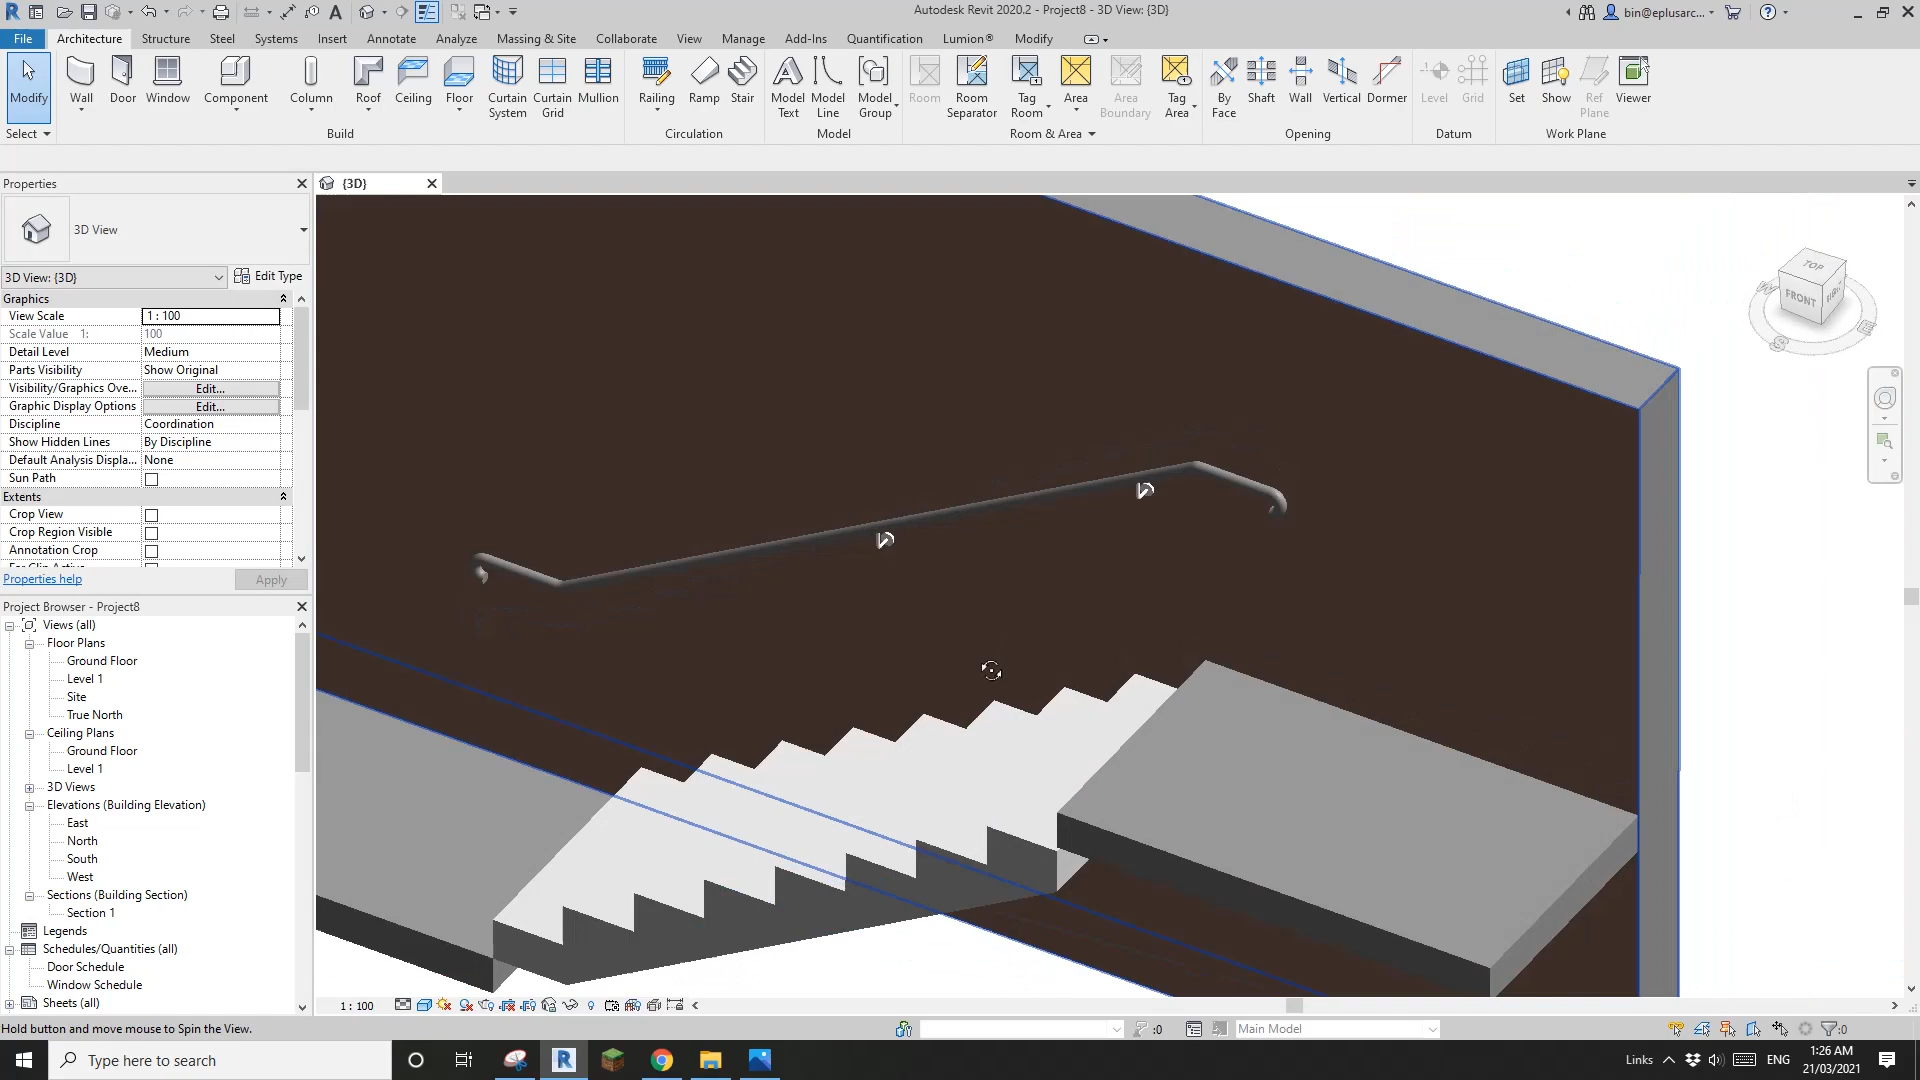 Autodesk Revit 2020.2 - Project8 - 3D View: {3D}
bin@eplusarc...
File Architecture Structure Steel Systems Insert Annotate Analyze Massing & Site Collaborate View Manage Add-Ins Quantification Lumion® Modify
Modify Wall Door Window Component Column Roof Ceiling Floor Curtain System Curtain Grid Mullion Railing Ramp Stair Model Text Model Line Model Group Room Room Separator Tag Room Area Area Boundary Tag Area By Face Shaft Wall Vertical Dormer Level Grid Set Show Ref Plane Viewer
Select Build Circulation Model Room & Area Opening Datum Work Plane
Properties
{3D}
3D View
3D View: {3D} Edit Type
Graphics
View Scale 1 : 100
Scale Value 1: 100
Detail Level Medium
Parts Visibility Show Original
Visibility/Graphics Ove... Edit...
Graphic Display Options Edit...
Discipline Coordination
Show Hidden Lines By Discipline
Default Analysis Displa... None
Sun Path
Extents
Crop View
Crop Region Visible
Annotation Crop
Properties help Apply
Project Browser - Project8
Views (all)
Floor Plans
Ground Floor
Level 1
Site
True North
Ceiling Plans
Ground Floor
Level 1
3D Views
Elevations (Building Elevation)
East
North
South
West
Sections (Building Section)
Section 1
Legends
Schedules/Quantities (all)
Door Schedule
Window Schedule
Sheets (all)
TOP
FRONT
S
E
1 : 100
Hold button and move mouse to Spin the View.
:0
Main Model
:0
Type here to search
Links
ENG
1:26 AM
21/03/2021